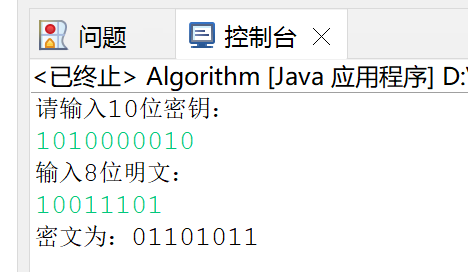 问题 控制台
<已终止> Algorithm [Java 应用程序] D:\
请输入10位密钥：
1010000010
输入8位明文：
10011101
密文为：01101011